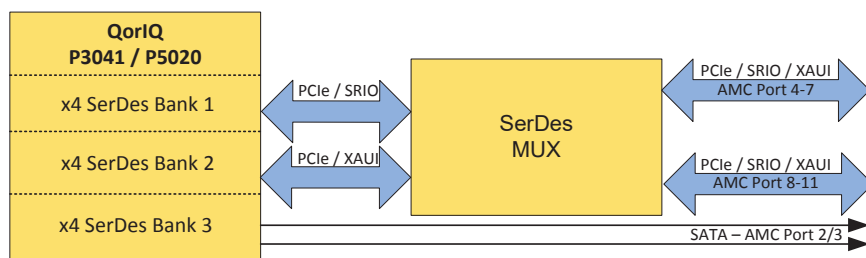 QorIQ
P3041 / P5020
x4 SerDes Bank 1
x4 SerDes Bank 2
x4 SerDes Bank 3
PCIe / SRIO
PCIe / XAUI
SerDes
MUX
PCIe / SRIO / XAUI
AMC Port 4-7
PCIe / SRIO / XAUI
AMC Port 8-11
SATA – AMC Port 2/3